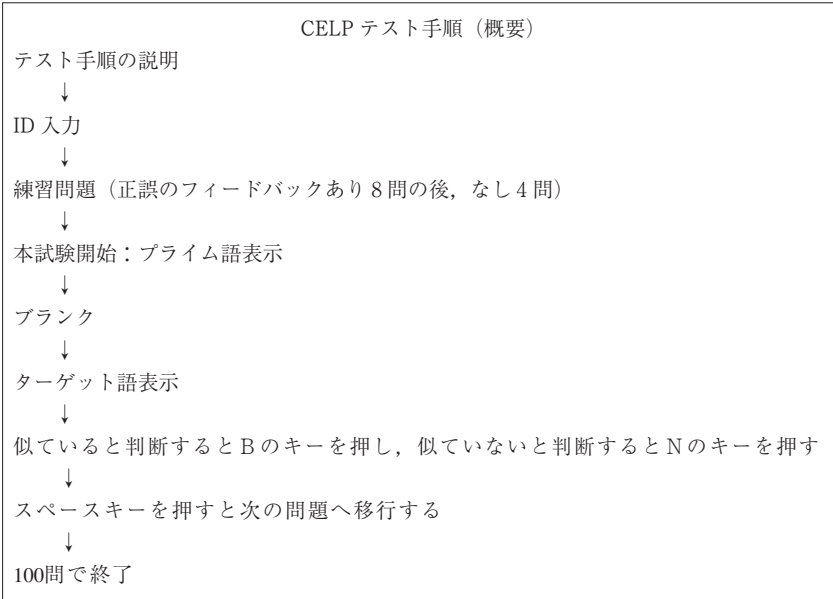 CELP テスト手順（概要）
テスト手順の説明
↓
ID 入力
↓
練習問題（正誤のフィードバックあり８問の後，なし４問）
↓
本試験開始：プライム語表示
↓
ブランク
↓
ターゲット語表示
↓
似ていると判断するとＢのキーを押し，似ていないと判断するとＮのキーを押す
↓
スペースキーを押すと次の問題へ移行する
↓
100問で終了